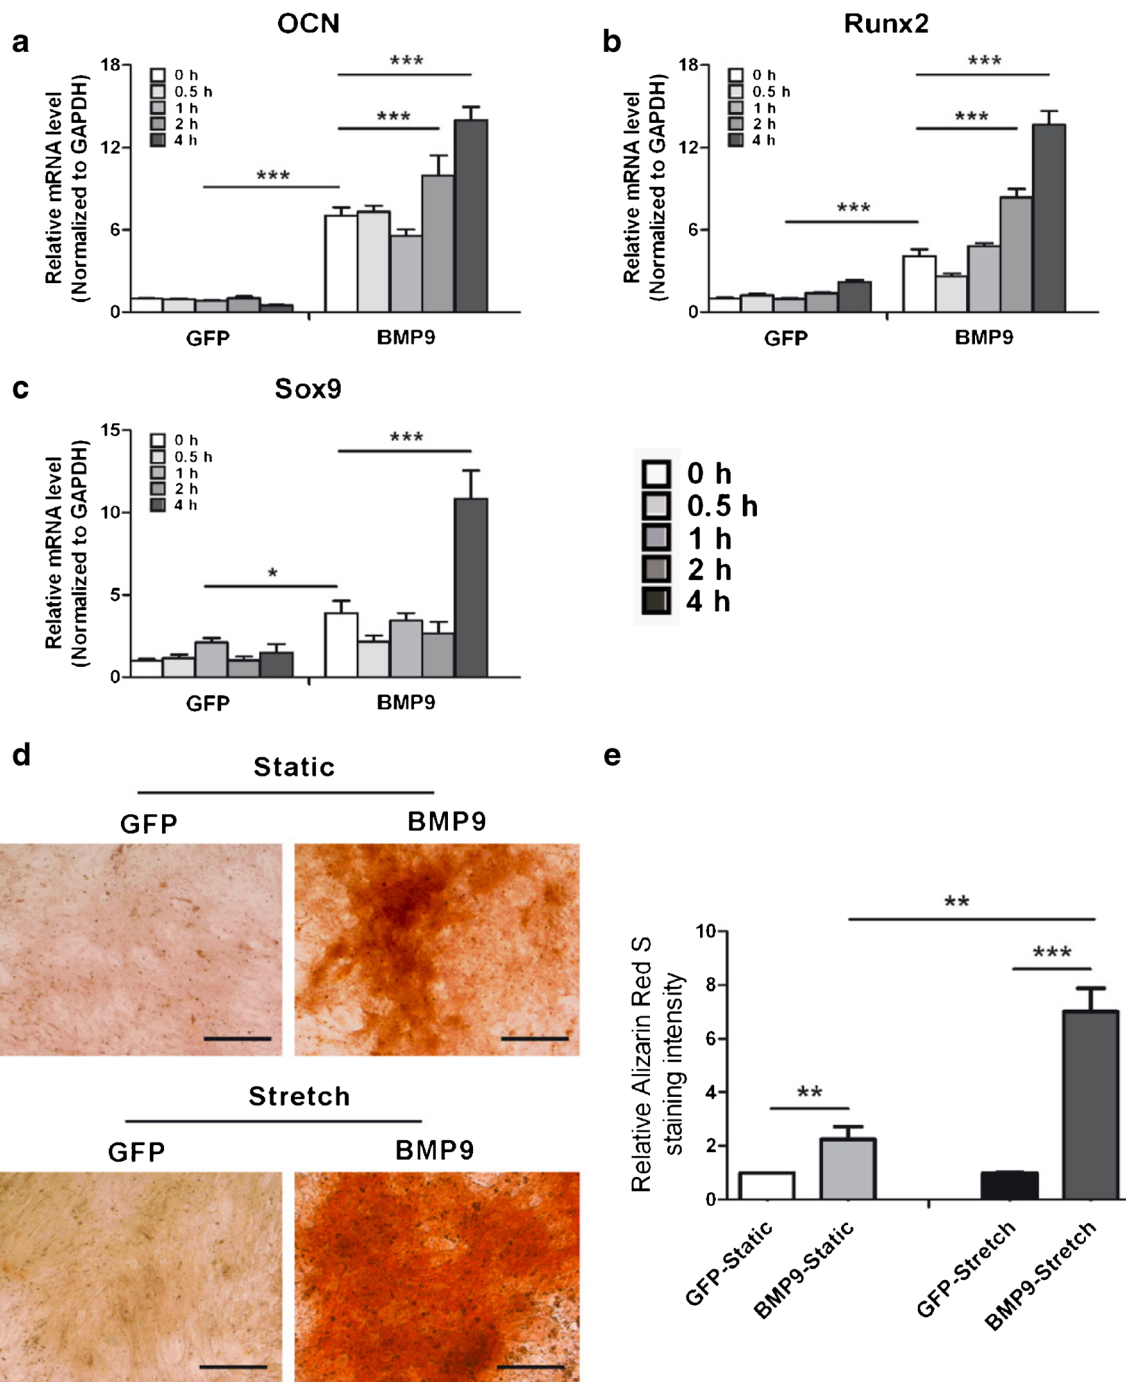 a
OCN
Relative mRNA level
(Normalized to GAPDH)
18
12
6
0
0 h
0.5 h
1 h
2 h
4 h
***
***
***
GFP
BMP9
b
Runx2
Relative mRNA level
(Normalized to GAPDH)
18
12
6
0
0 h
0.5 h
1 h
2 h
4 h
***
***
***
GFP
BMP9
c
Sox9
Relative mRNA level
(Normalized to GAPDH)
15
10
5
0
0 h
0.5 h
1 h
2 h
4 h
***
*
GFP
BMP9
0 h
0.5 h
1 h
2 h
4 h
d
Static
GFP
BMP9
Stretch
GFP
BMP9
e
Relative Alizarin Red S
staining intensity
10
8
6
4
2
0
**
***
**
GFP-Static
BMP9-Static
GFP-Stretch
BMP9-Stretch